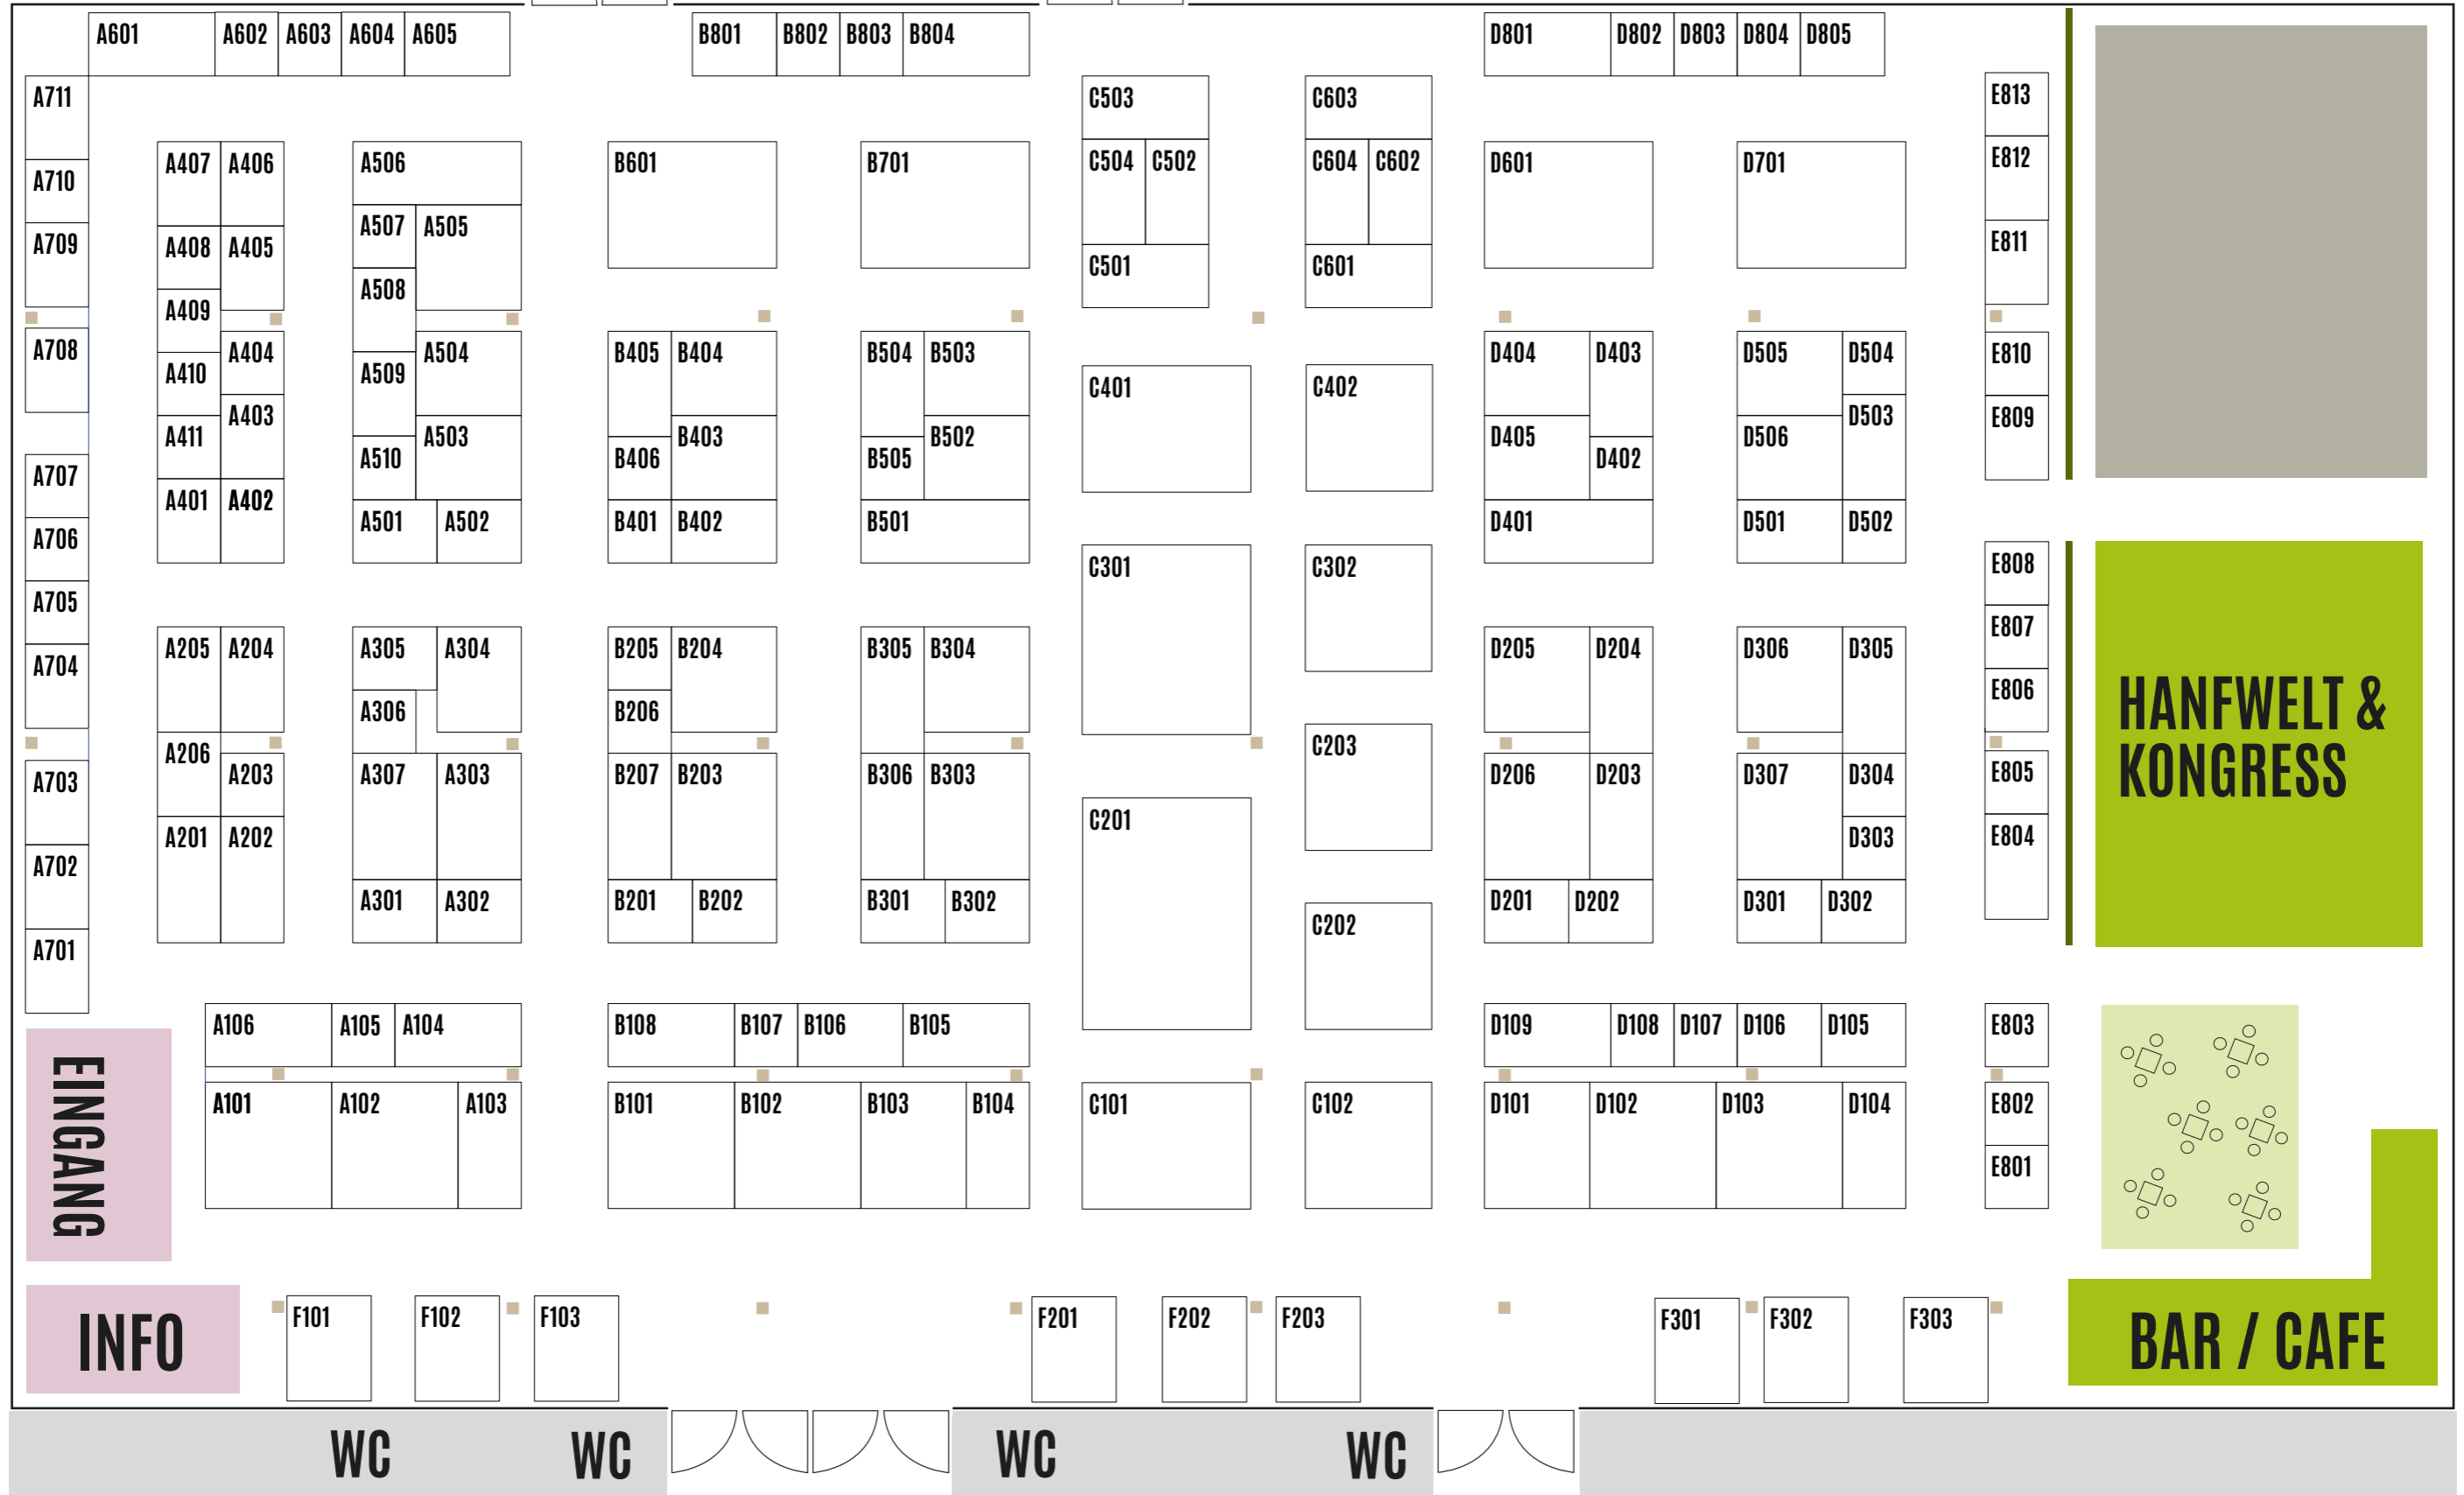 A601 A602 A603 A604 A605 B801 B802 B803 B804 D801 D802 D803 D804 D805
A711 C503 C603 E813
A710 A407 A406 A506 B601 B701 C504 C502 C604 C602 D601 D701 E812
A709 A408 A405 A507 A505 C501 C601 E811
A409 A508
A708 A410 A404 A509 A504 B405 B404 B504 B503 C401 C402 D404 D403 D505 D504 E810
A411 A403 A510 A503 B406 B403 B505 B502 D405 D402 D506 D503 E809
A707 A401 A402 A501 A502 B401 B402 B501 D401 D501 D502
A706 C301 C302 E808
A705 E807
A704 A205 A204 A305 A304 B205 B204 B305 B304 D205 D204 D306 D305 E806
A306 B206
HANFWELT &
KONGRESS
A703 A206 A203 A307 A303 B207 B203 B306 B303 C203 D206 D203 D307 D304 E805
A702 A201 A202 C201 D303 E804
A701 A301 A302 B201 B202 B301 B302 C202 D201 D202 D301 D302
A106 A105 A104 B108 B107 B106 B105 D109 D108 D107 D106 D105 E803
EINGANG
A101 A102 A103 B101 B102 B103 B104 C101 C102 D101 D102 D103 D104 E802
E801
INFO F101 F102 F103 F201 F202 F203 F301 F302 F303 BAR / CAFE
WC WC WC WC